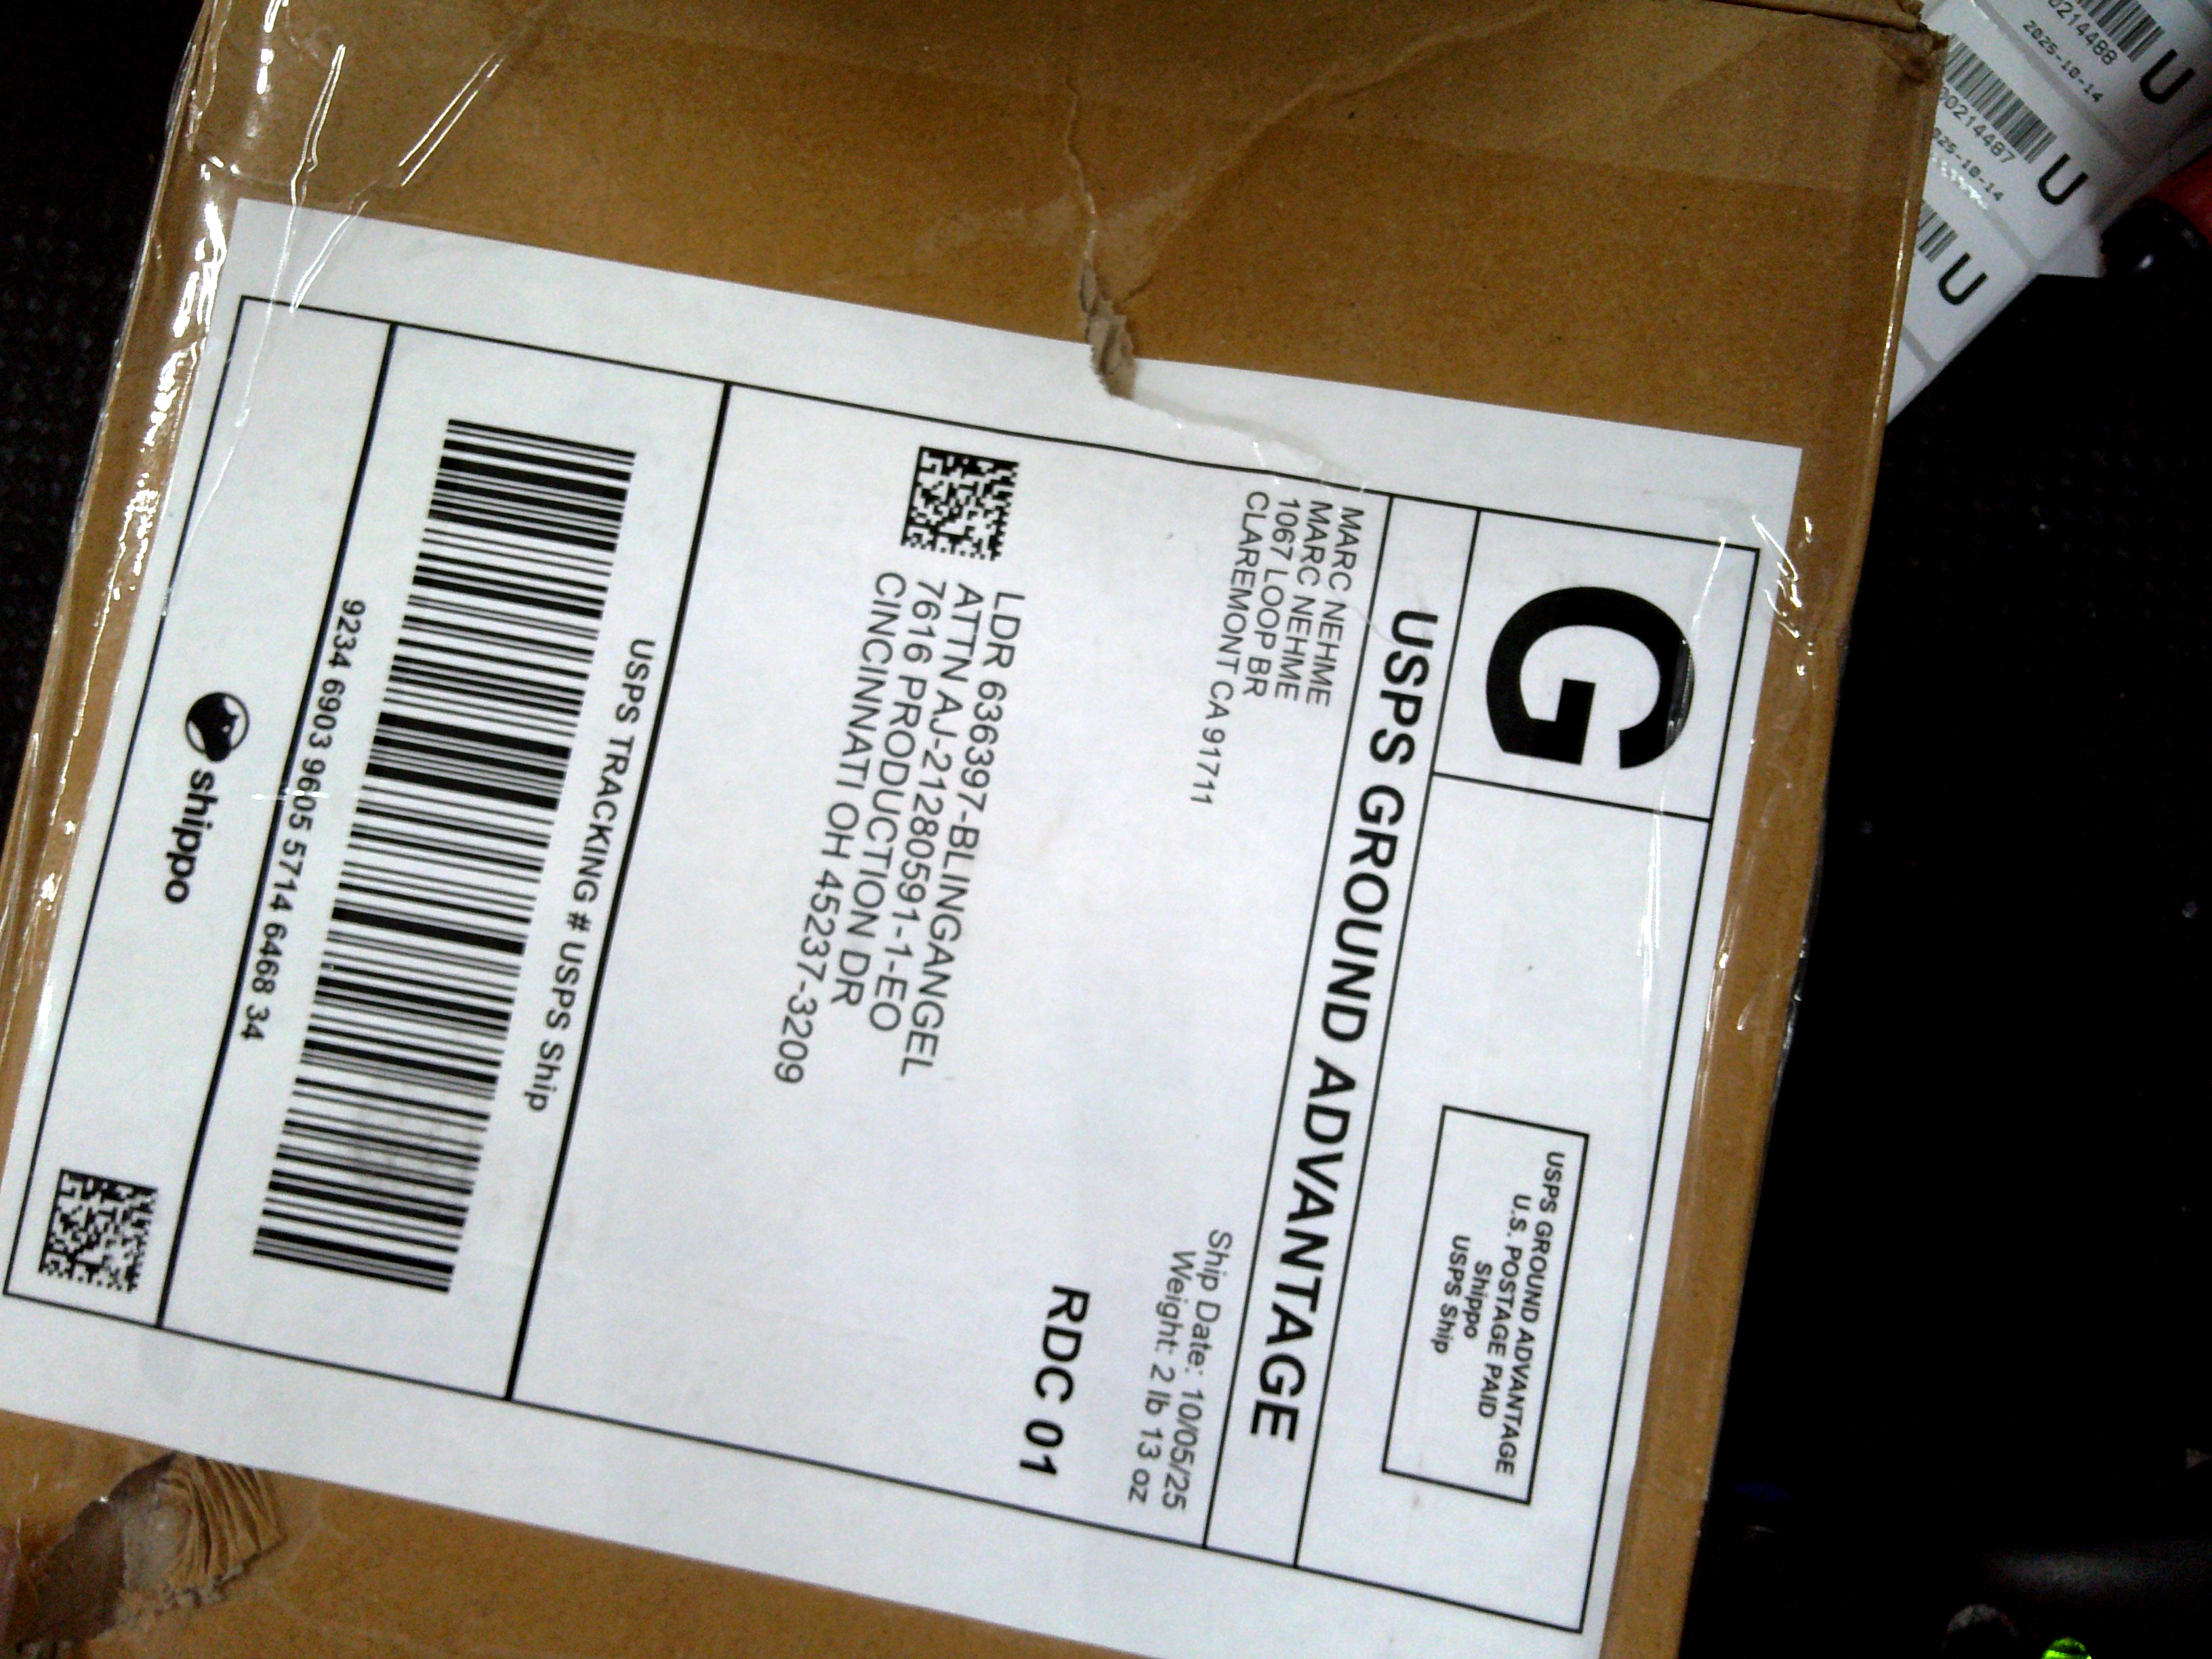 G
USPS GROUND ADVANTAGE
U.S. POSTAGE PAID
Shippo
USPS Ship
USPS GROUND ADVANTAGE
MARC NEHME
MARC NEHME
1067 LOOP BR
CLAREMONT CA 91711
Ship Date: 10/05/25
Weight: 2 lb 13 oz
RDC 01
LDR 636397-BLINGANGEL
ATTN AJ-21280591-1-EO
7616 PRODUCTION DR
CINCINNATI OH 45237-3209
USPS TRACKING # USPS Ship
9234 6903 9605 5714 6468 34
shippo
U
2025-10-14
U
U